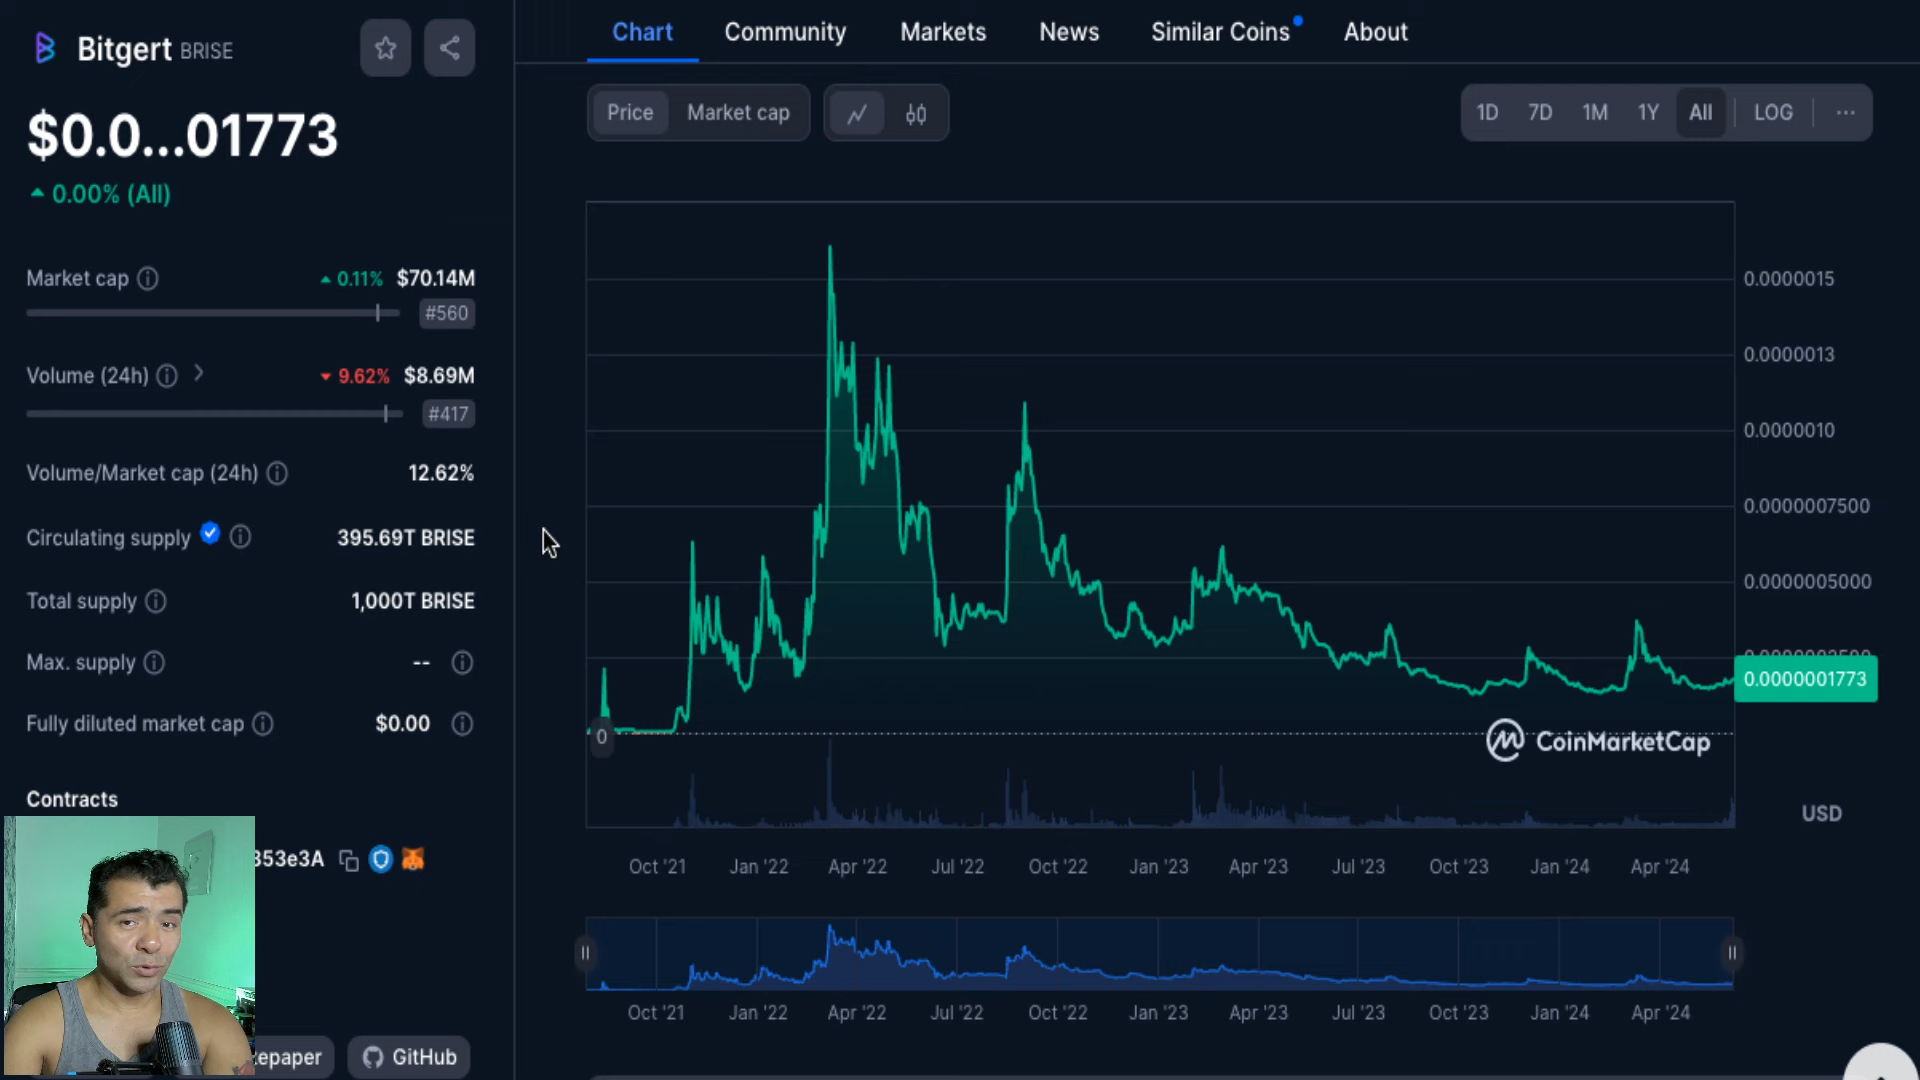 Bitgert BRISE
$0.0...01773
0.00% (All)
Market cap
0.11% $70.14M
#560
Volume (24h)
9.62% $8.69M
#417
Volume/Market cap (24h)
12.62%
Circulating supply
395.69T BRISE
Total supply
1,000T BRISE
Max. supply
--
Fully diluted market cap
$0.00
Contracts
353e3A
GitHub
Chart Community Markets News Similar Coins About
Price Market cap
1D 7D 1M 1Y All LOG ...
0.0000015
0.0000013
0.0000010
0.0000007500
0.0000005000
0.0000001773
0
CoinMarketCap
USD
Oct '21 Jan '22 Apr '22 Jul '22 Oct '22 Jan '23 Apr '23 Jul '23 Oct '23 Jan '24 Apr '24
Oct '21 Jan '22 Apr '22 Jul '22 Oct '22 Jan '23 Apr '23 Jul '23 Oct '23 Jan '24 Apr '24